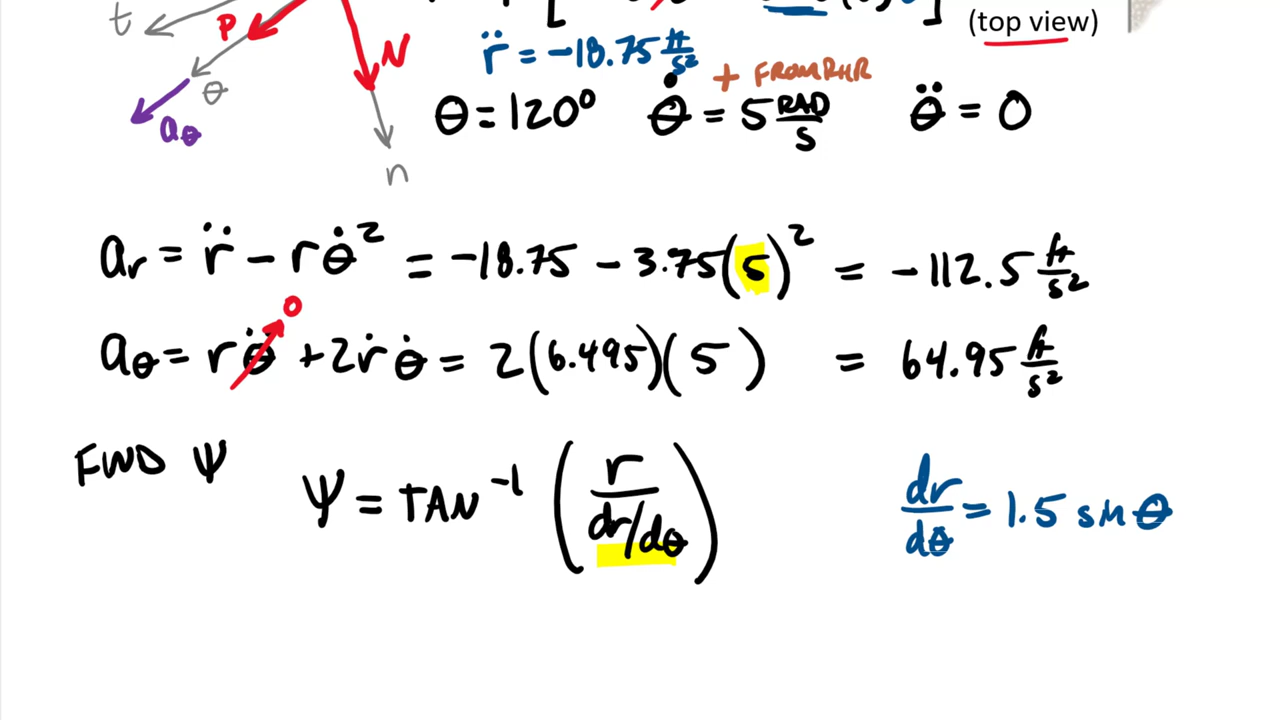 (top view)
t P N
r̈ = -18.75 ft/s²
+ FROM RHR
θ
aθ
θ = 120° θ̇ = 5 RAD/s θ̈ = 0
n
ar = r̈ - rθ̇² = -18.75 - 3.75(5)² = -112.5 ft/s²
0
aθ = rθ̈ + 2ṙθ̇ = 2(6.495)(5) = 64.95 ft/s²
FIND ψ
ψ = TAN⁻¹ (r / dr/dθ) dr/dθ = 1.5 sin θ